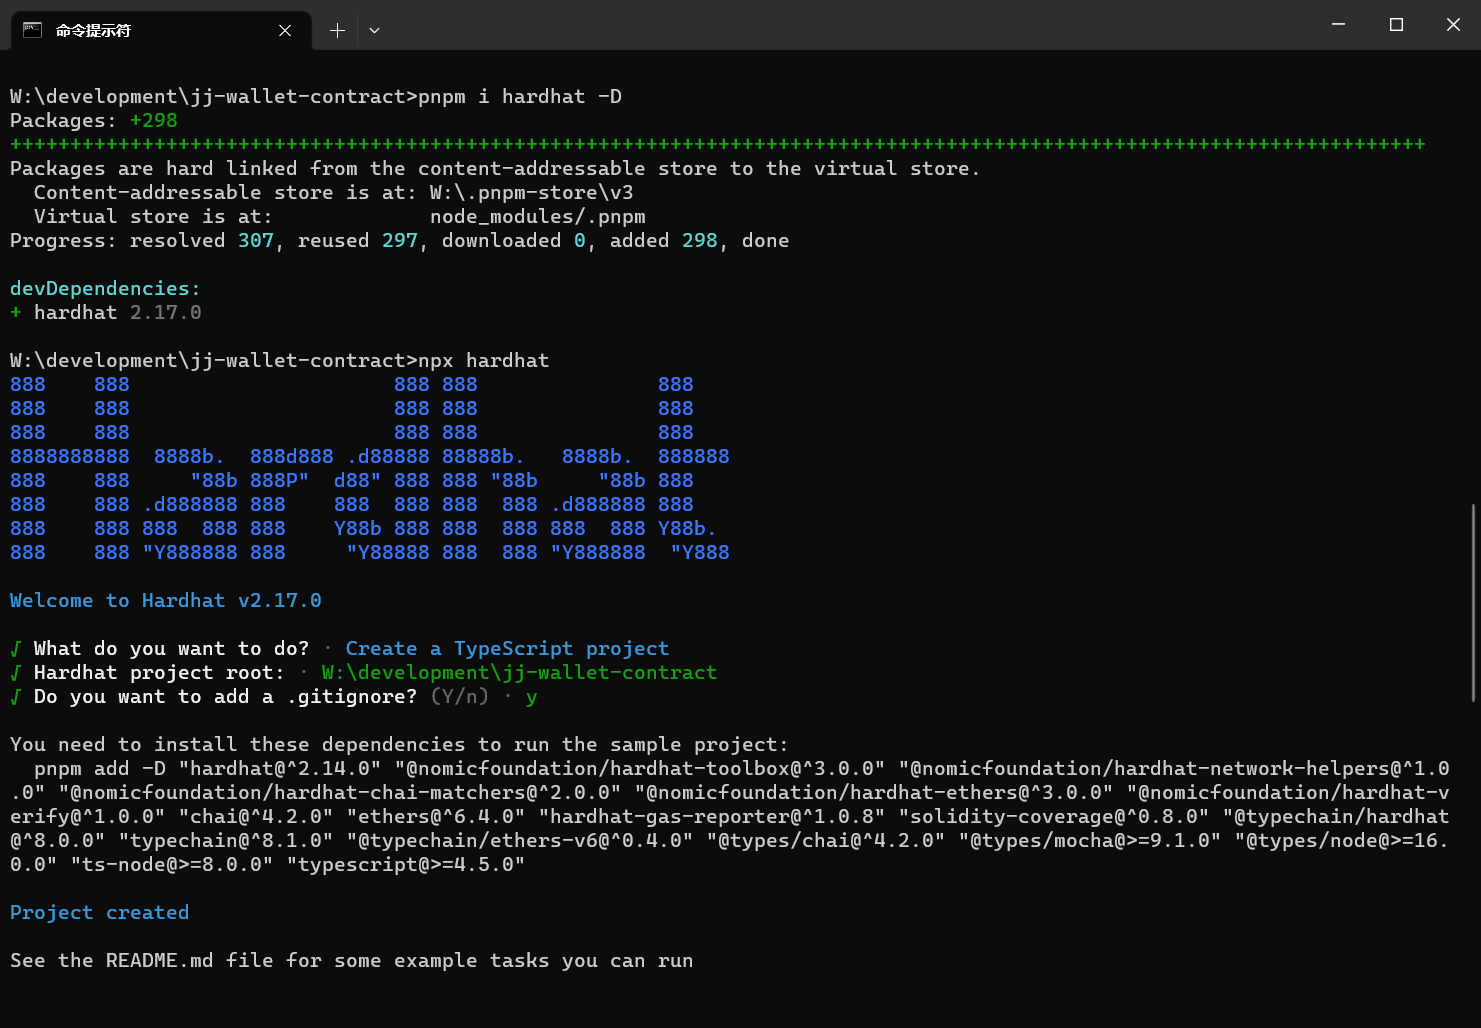 命令提示符
W:\development\jj-wallet-contract>pnpm i hardhat -D
Packages: +298
++++++++++++++++++++++++++++++++++++++++++++++++++++++++++++++++++++++++++++++++++++++++++++++++++++++++++++++++++++++
Packages are hard linked from the content-addressable store to the virtual store.
  Content-addressable store is at: W:\.pnpm-store\v3
  Virtual store is at:             node_modules/.pnpm
Progress: resolved 307, reused 297, downloaded 0, added 298, done
devDependencies:
+ hardhat 2.17.0
W:\development\jj-wallet-contract>npx hardhat
888    888                      888 888               888
888    888                      888 888               888
888    888                      888 888               888
8888888888  8888b.  888d888 .d88888 88888b.   8888b.  888888
888    888     "88b 888P"  d88" 888 888 "88b     "88b 888
888    888 .d888888 888    888  888 888  888 .d888888 888
888    888 888  888 888    Y88b 888 888  888 888  888 Y88b.
888    888 "Y888888 888     "Y88888 888  888 "Y888888  "Y888
Welcome to Hardhat v2.17.0
√ What do you want to do? · Create a TypeScript project
√ Hardhat project root: · W:\development\jj-wallet-contract
√ Do you want to add a .gitignore? (Y/n) · y
You need to install these dependencies to run the sample project:
  pnpm add -D "hardhat@^2.14.0" "@nomicfoundation/hardhat-toolbox@^3.0.0" "@nomicfoundation/hardhat-network-helpers@^1.0
.0" "@nomicfoundation/hardhat-chai-matchers@^2.0.0" "@nomicfoundation/hardhat-ethers@^3.0.0" "@nomicfoundation/hardhat-v
erify@^1.0.0" "chai@^4.2.0" "ethers@^6.4.0" "hardhat-gas-reporter@^1.0.8" "solidity-coverage@^0.8.0" "@typechain/hardhat
@^8.0.0" "typechain@^8.1.0" "@typechain/ethers-v6@^0.4.0" "@types/chai@^4.2.0" "@types/mocha@>=9.1.0" "@types/node@>=16.
0.0" "ts-node@>=8.0.0" "typescript@>=4.5.0"
Project created
See the README.md file for some example tasks you can run